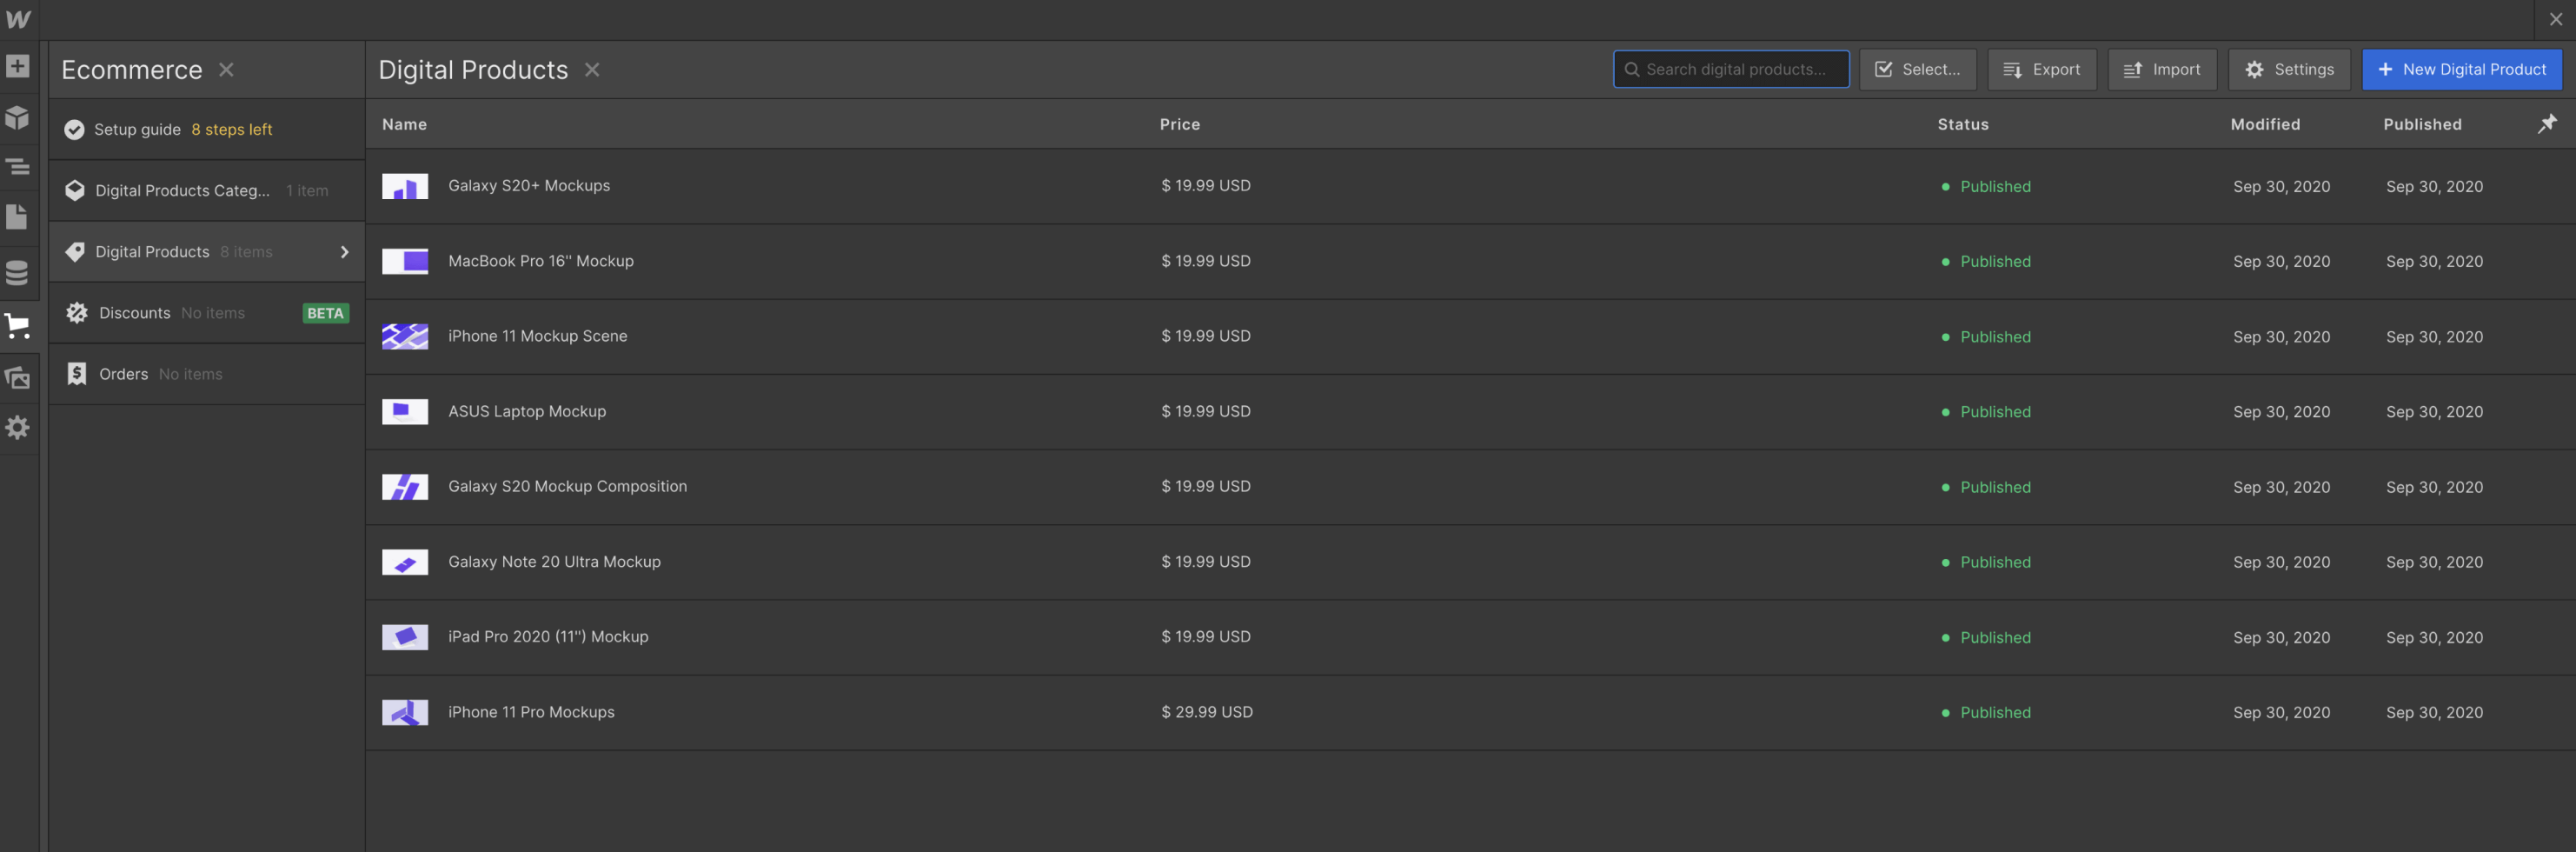 Ecommerce
Digital Products
Search digital products...
Select...
Export
Import
Settings
New Digital Product
Setup guide 8 steps left
Digital Products Categ... 1 item
Digital Products 8 items
Discounts No items BETA
Orders No items
Name Price Status Modified Published
Galaxy S20+ Mockups $ 19.99 USD Published Sep 30, 2020 Sep 30, 2020
MacBook Pro 16'' Mockup $ 19.99 USD Published Sep 30, 2020 Sep 30, 2020
iPhone 11 Mockup Scene $ 19.99 USD Published Sep 30, 2020 Sep 30, 2020
ASUS Laptop Mockup $ 19.99 USD Published Sep 30, 2020 Sep 30, 2020
Galaxy S20 Mockup Composition $ 19.99 USD Published Sep 30, 2020 Sep 30, 2020
Galaxy Note 20 Ultra Mockup $ 19.99 USD Published Sep 30, 2020 Sep 30, 2020
iPad Pro 2020 (11") Mockup $ 19.99 USD Published Sep 30, 2020 Sep 30, 2020
iPhone 11 Pro Mockups $ 29.99 USD Published Sep 30, 2020 Sep 30, 2020